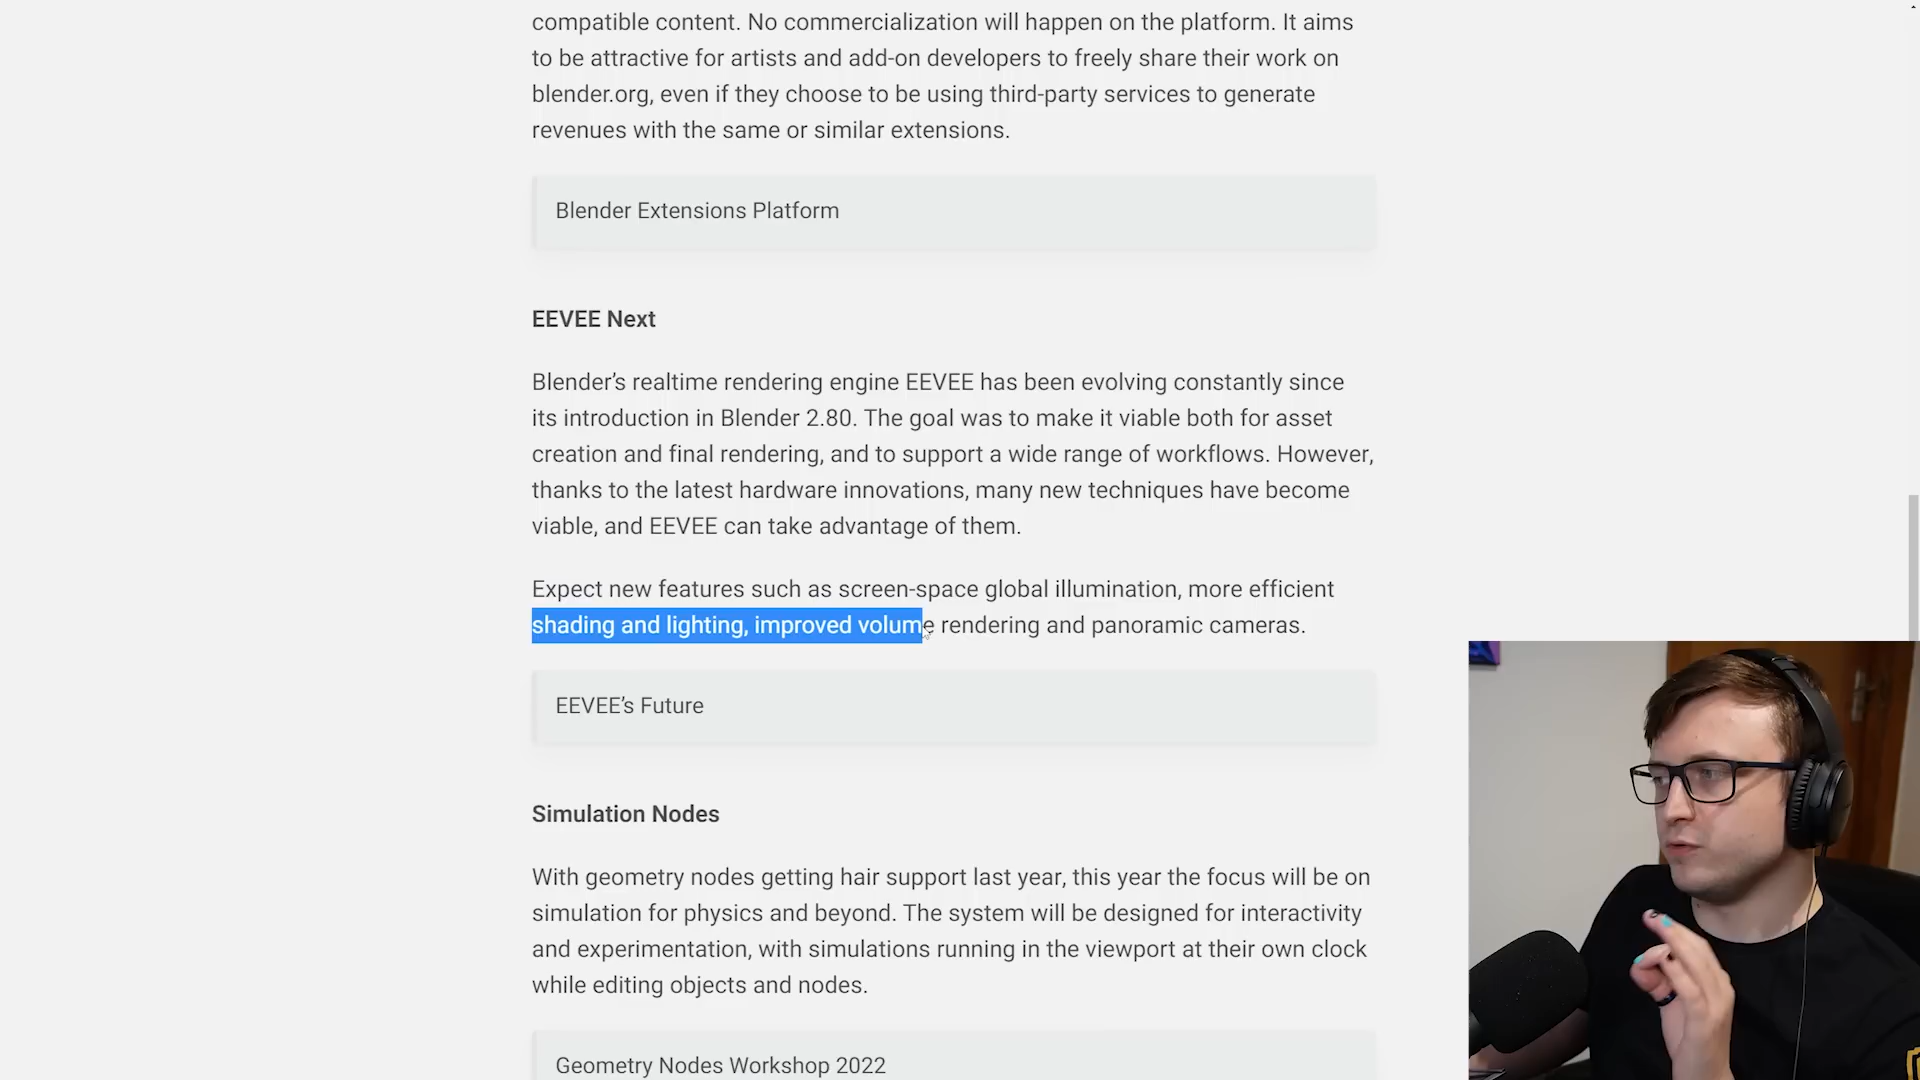 compatible content. No commercialization will happen on the platform. It aims
to be attractive for artists and add-on developers to freely share their work on
blender.org, even if they choose to be using third-party services to generate
revenues with the same or similar extensions.
Blender Extensions Platform
EEVEE Next
Blender’s realtime rendering engine EEVEE has been evolving constantly since
its introduction in Blender 2.80. The goal was to make it viable both for asset
creation and final rendering, and to support a wide range of workflows. However,
thanks to the latest hardware innovations, many new techniques have become
viable, and EEVEE can take advantage of them.
Expect new features such as screen-space global illumination, more efficient
shading and lighting, improved volume rendering and panoramic cameras.
EEVEE’s Future
Simulation Nodes
With geometry nodes getting hair support last year, this year the focus will be on
simulation for physics and beyond. The system will be designed for interactivity
and experimentation, with simulations running in the viewport at their own clock
while editing objects and nodes.
Geometry Nodes Workshop 2022